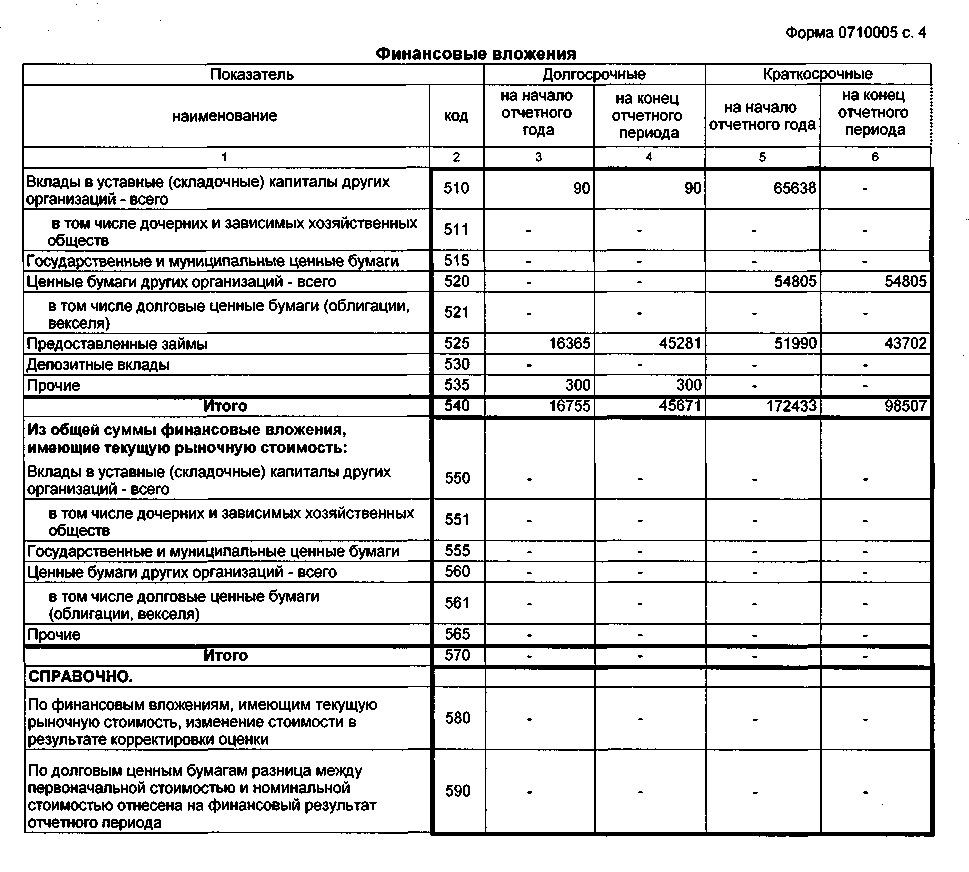 Форма 0710005 с. 4
Финансовые вложения
Показатель Долгосрочные Краткосрочные
наименование код на начало отчетного года на конец отчетного периода на начало отчетного года на конец отчетного периода
1 2 3 4 5 6
Вклады в уставные (складочные) капиталы других
организаций - всего 510 90 90 65638 -
в том числе дочерних и зависимых хозяйственных
обществ 511 - - - -
Государственные и муниципальные ценные бумаги 515 - - - -
Ценные бумаги других организаций - всего 520 - - 54805 54805
в том числе долговые ценные бумаги (облигации,
векселя) 521 - - - -
Предоставленные займы 525 16365 45281 51990 43702
Депозитные вклады 530 - - - -
Прочие 535 300 300 - -
Итого 540 16755 45671 172433 98507
Из общей суммы финансовые вложения,
имеющие текущую рыночную стоимость:
Вклады в уставные (складочные) капиталы других
организаций - всего 550 - - - -
в том числе дочерних и зависимых хозяйственных
обществ 551 - - - -
Государственные и муниципальные ценные бумаги 555 - - - -
Ценные бумаги других организаций - всего 560 - - - -
в том числе долговые ценные бумаги
(облигации, векселя) 561 - - - -
Прочие 565 - - - -
Итого 570 - - - -
СПРАВОЧНО.
По финансовым вложениям, имеющим текущую
рыночную стоимость, изменение стоимости в
результате корректировки оценки 580 - - - -
По долговым ценным бумагам разница между
первоначальной стоимостью и номинальной
стоимостью отнесена на финансовый результат
отчетного периода 590 - - - -